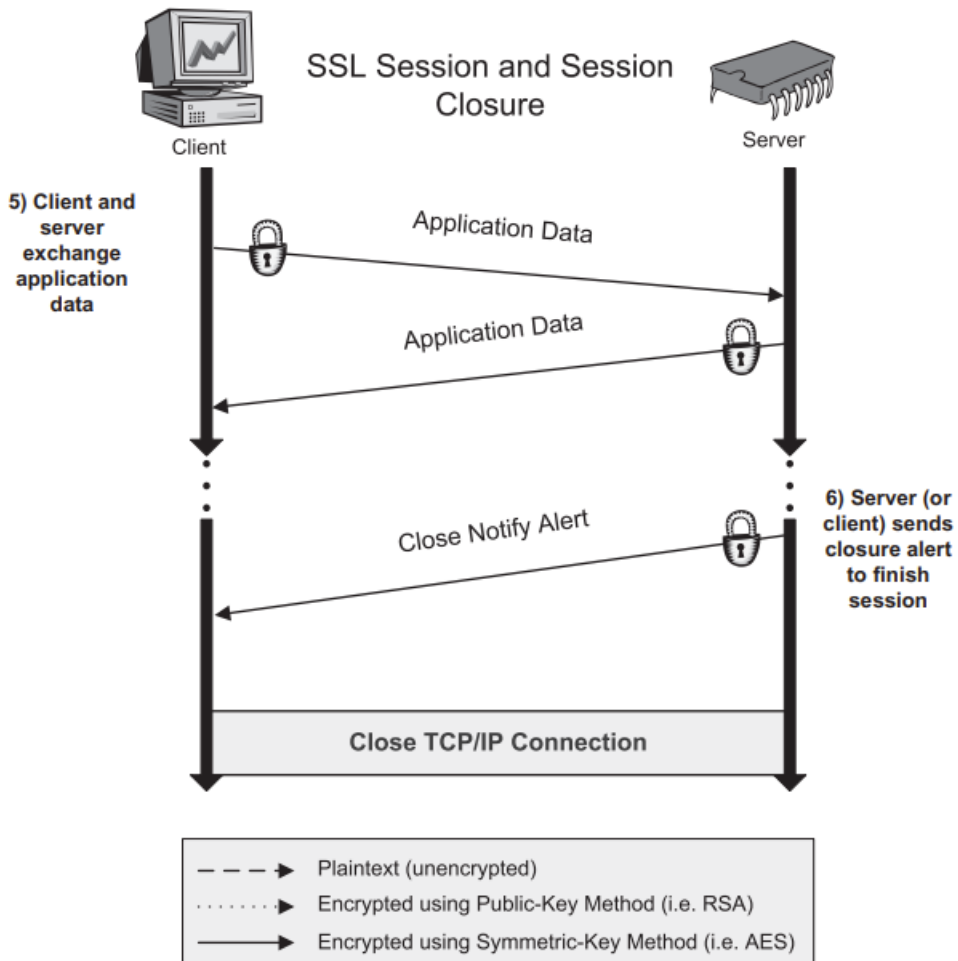 SSL Session and Session
Closure
Client
Server
5) Client and
server
exchange
application
data
Application Data
Application Data
6) Server (or
client) sends
closure alert
to finish
session
Close Notify Alert
Close TCP/IP Connection
Plaintext (unencrypted)
Encrypted using Public-Key Method (i.e. RSA)
Encrypted using Symmetric-Key Method (i.e. AES)